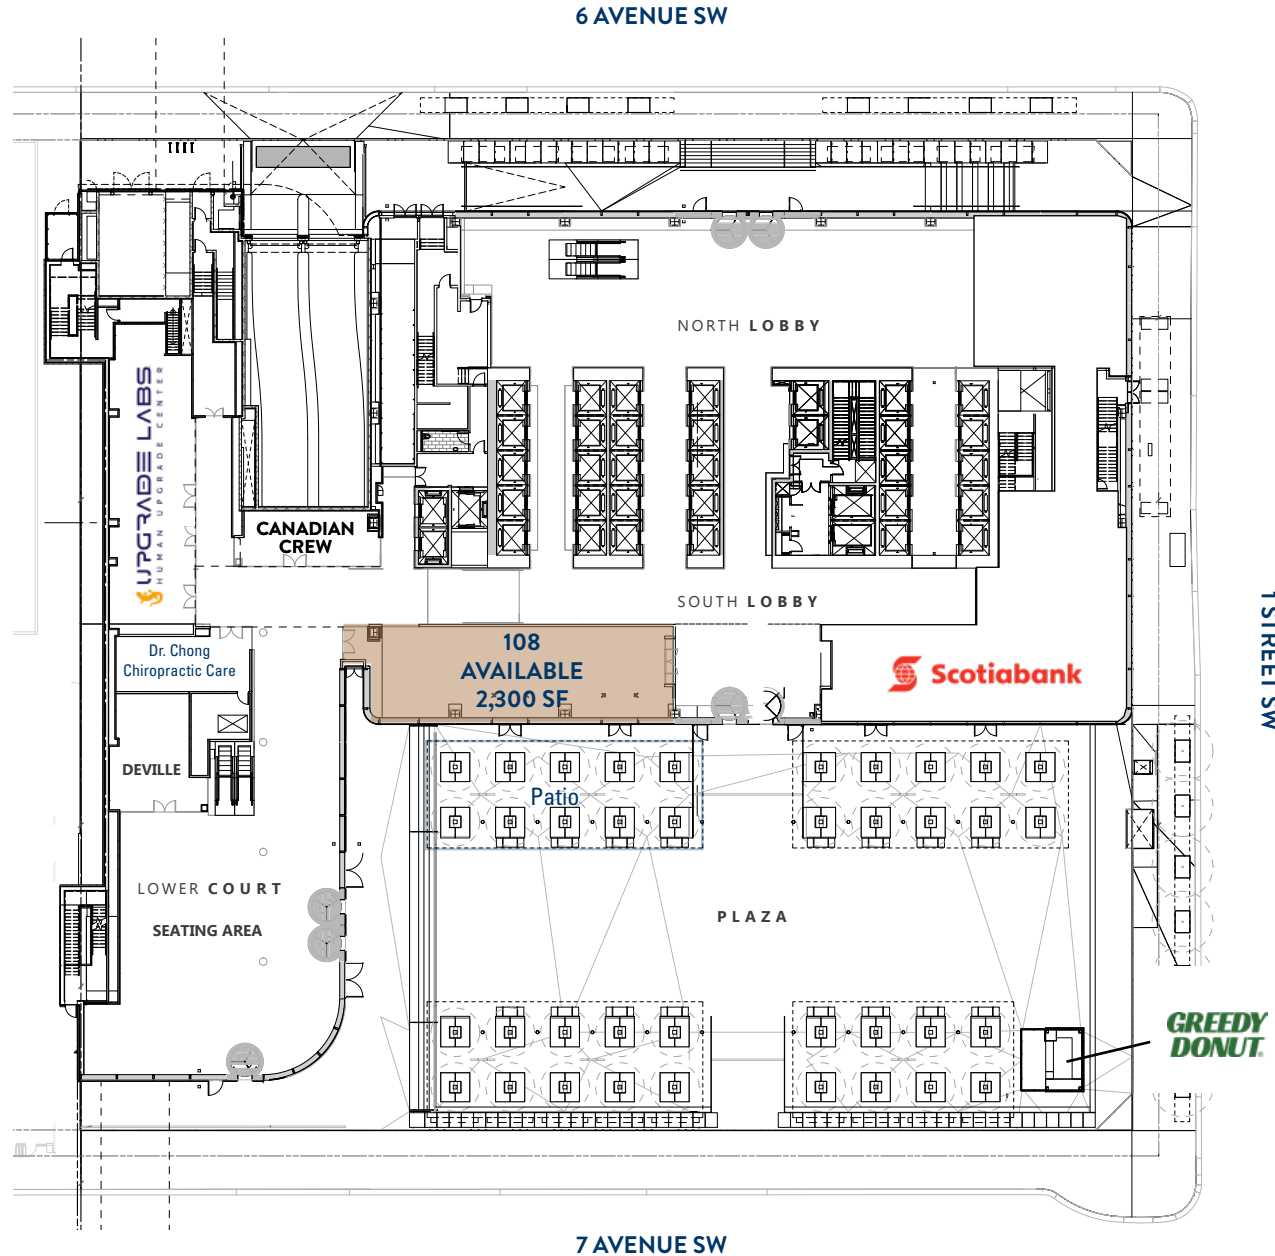 6 AVENUE SW
NORTH LOBBY
UPGRADE LABS
HUMAN UPGRADE CENTER
CANADIAN
CREW
SOUTH LOBBY
1 STREET SW
108
AVAILABLE
2,300 SF
Dr. Chong
Chiropractic Care
Scotiabank
DEVILLE
Patio
LOWER COURT
SEATING AREA
PLAZA
GREEDY
DONUT
7 AVENUE SW